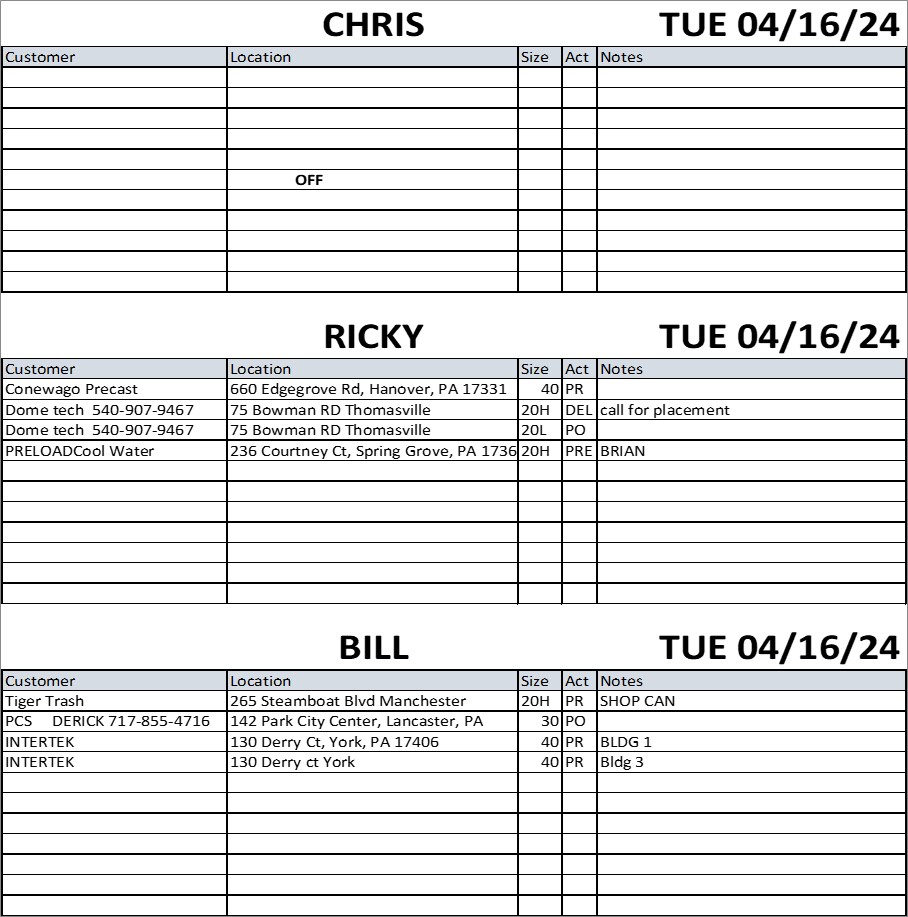 CHRIS TUE 04/16/24
Customer Location Size Act Notes
OFF
RICKY TUE 04/16/24
Customer Location Size Act Notes
Conewago Precast 660 Edgegrove Rd, Hanover, PA 17331 40 PR
Dome tech 540-907-9467 75 Bowman RD Thomasville 20H DEL call for placement
Dome tech 540-907-9467 75 Bowman RD Thomasville 20L PO
PRELOADCool Water 236 Courtney Ct, Spring Grove, PA 1736 20H PRE BRIAN
BILL TUE 04/16/24
Customer Location Size Act Notes
Tiger Trash 265 Steamboat Blvd Manchester 20H PR SHOP CAN
PCS DERICK 717-855-4716 142 Park City Center, Lancaster, PA 30 PO
INTERTEK 130 Derry Ct, York, PA 17406 40 PR BLDG 1
INTERTEK 130 Derry ct York 40 PR Bldg 3